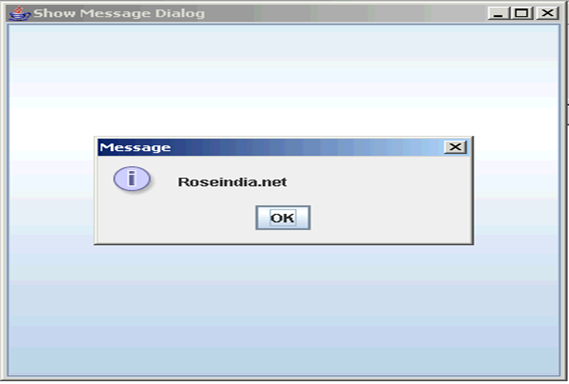 Show Message Dialog
Message
i
Roseindia.net
OK